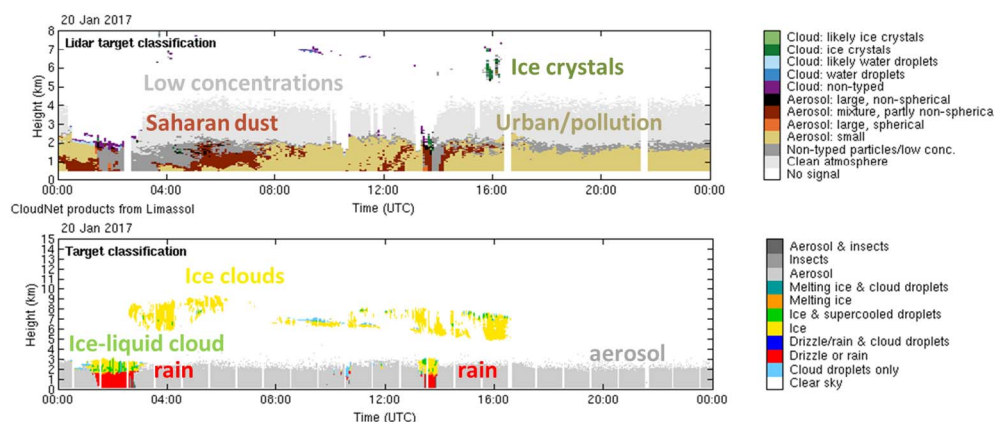 20 Jan 2017
Lidar target classification
Low concentrations
Ice crystals
Saharan dust
Urban/pollution
Height (km)
8
7
6
5
4
3
2
1
0
00:00 04:00 08:00 12:00 16:00 20:00 00:00
Time (UTC)
Cloud: likely ice crystals
Cloud: ice crystals
Cloud: likely water droplets
Cloud: water droplets
Cloud: non-typed
Aerosol: large, non-spherical
Aerosol: mixture, partly non-spherica
Aerosol: large, spherical
Aerosol: small
Non-typed particles/low conc.
Clean atmosphere
No signal
CloudNet products from Limassol
20 Jan 2017
Target classification
Ice clouds
Ice-liquid cloud
rain
rain
aerosol
Height (km)
15
14
13
12
11
10
9
8
7
6
5
4
3
2
1
0
00:00 04:00 08:00 12:00 16:00 20:00 00:00
Time (UTC)
Aerosol & insects
Insects
Aerosol
Melting ice & cloud droplets
Melting ice
Ice & supercooled droplets
Ice
Drizzle/rain & cloud droplets
Drizzle or rain
Cloud droplets only
Clear sky